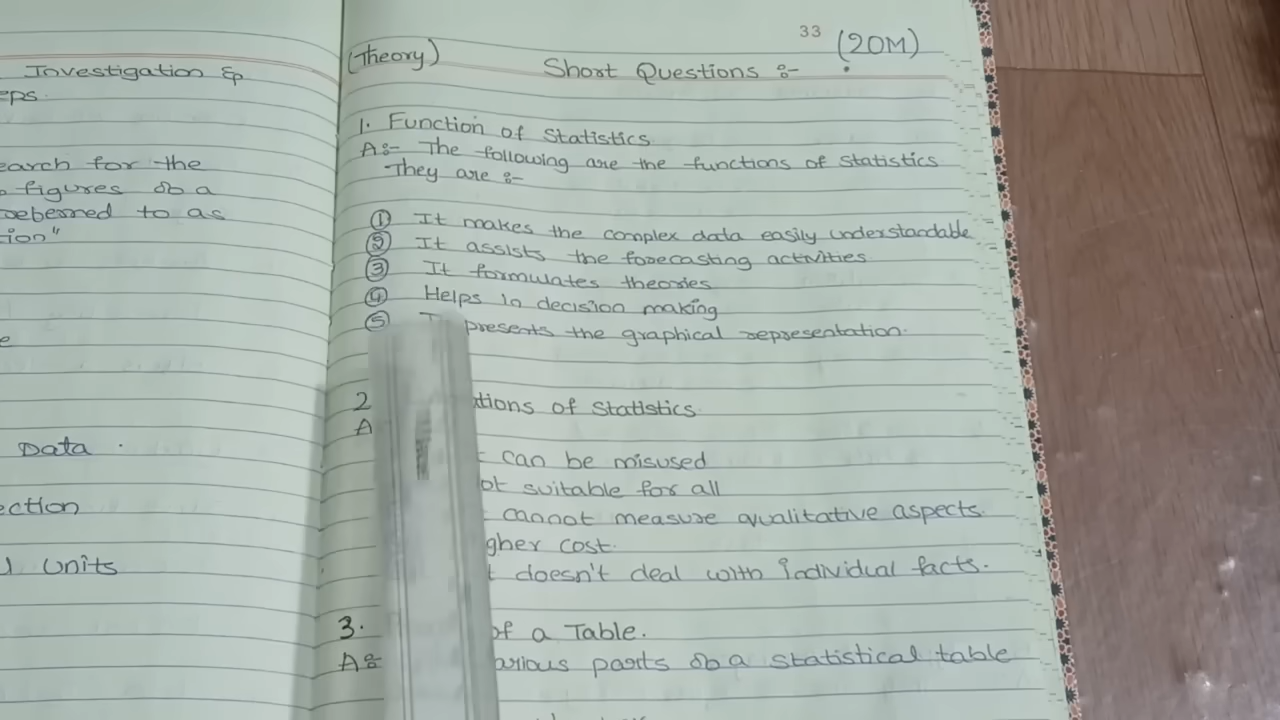 Investigation &
eps.
earch for the
figures of a
referred to as
tion"
e
Data
ection
Units
33 (20M)
(Theory) Short Questions :-
1. Function of Statistics
A:- The following are the functions of statistics
They are :-
① It makes the complex data easily understandable
② It assists the forecasting activities
③ It formulates theories
④ Helps in decision making
⑤ presents the graphical representation.
2 ations of Statistics
A
can be misused
ot suitable for all
cannot measure qualitative aspects.
gher cost.
t doesn't deal with individual facts.
3. of a Table.
A:- arious parts of a statistical table